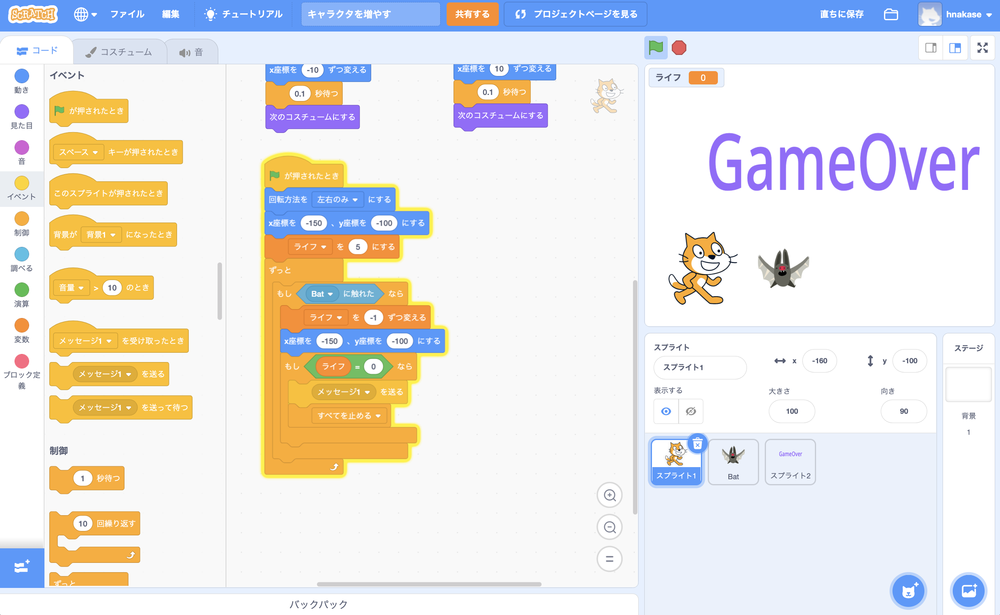 SCRATCH
ファイル
編集
チュートリアル
キャラクタを増やす
共有する
プロジェクトページを見る
直ちに保存
hnakase
コード
コスチューム
音
動き
見た目
音
イベント
制御
調べる
演算
変数
ブロック定
義
イベント
が押されたとき
スペース キーが押されたとき
このスプライトが押されたとき
背景が 背景1 になったとき
音量 > 10 のとき
メッセージ1 を受け取ったとき
メッセージ1 を送る
メッセージ1 を送って待つ
制御
1 秒待つ
10 回繰り返す
ずっと
x座標を -10 ずつ変える
0.1 秒待つ
次のコスチュームにする
x座標を 10 ずつ変える
0.1 秒待つ
次のコスチュームにする
が押されたとき
回転方法を 左右のみ にする
x座標を -150 、y座標を -100 にする
ライフ を 5 にする
ずっと
もし Bat に触れた なら
ライフ を -1 ずつ変える
x座標を -150 、y座標を -100 にする
もし ライフ = 0 なら
メッセージ1 を送る
すべてを止める
バックパック
ライフ 0
GameOver
スプライト
スプライト1
x -160
y -100
表示する
大きさ
100
向き
90
スプライト1
Bat
GameOver
スプライト2
ステージ
背景
1